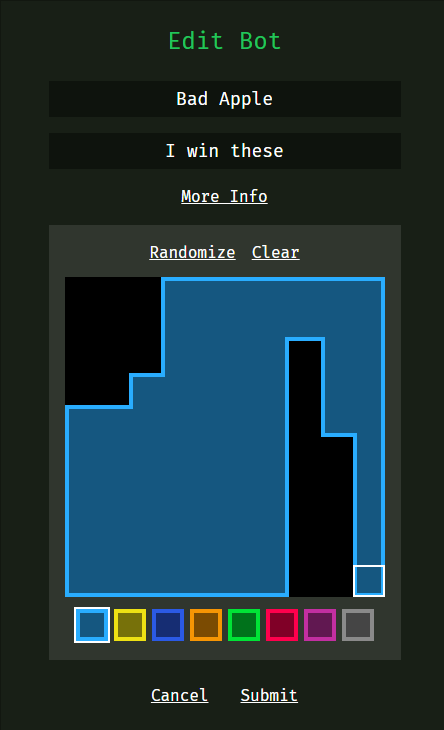 Edit Bot
Bad Apple
I win these
More Info
Randomize Clear
Cancel Submit